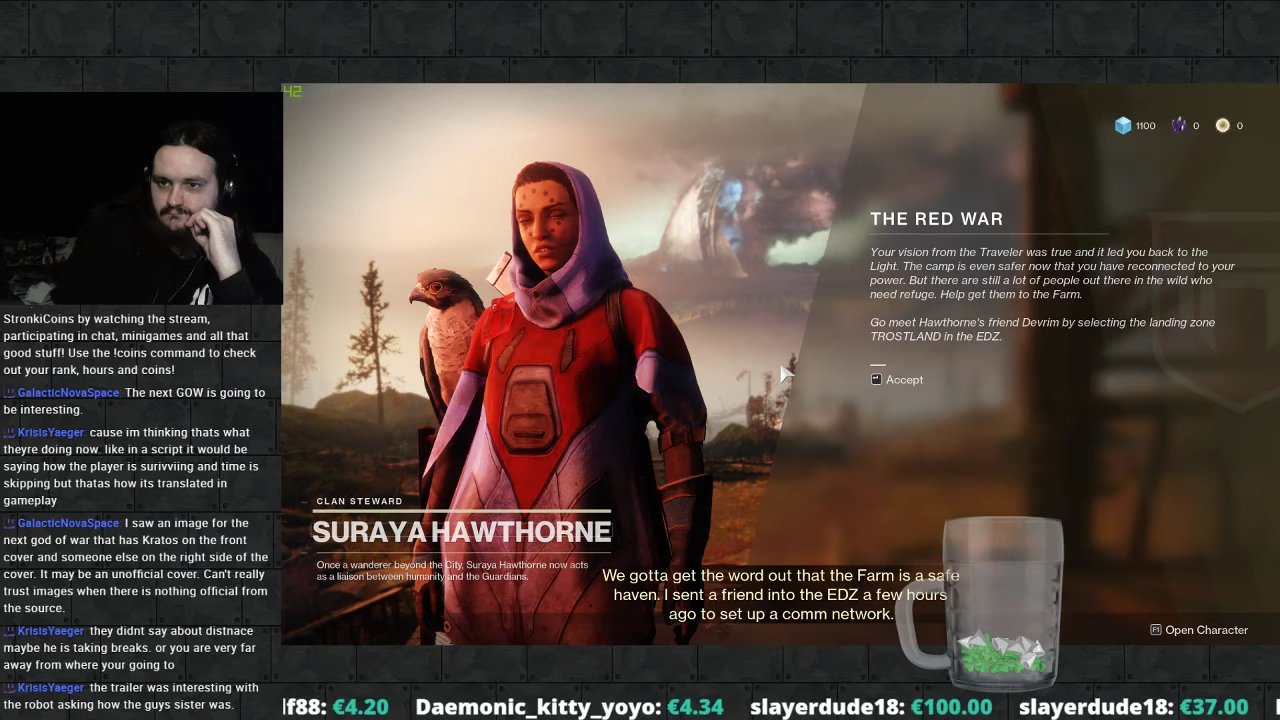 42
1100
0
0
THE RED WAR
Your vision from the Traveler was true and it led you back to the
Light. The camp is even safer now that you have reconnected to your
power. But there are still a lot of people out there in the wild who
need refuge. Help get them to the Farm.
Go meet Hawthorne's friend Devrim by selecting the landing zone
TROSTLAND in the EDZ.
Accept
StronkiCoins by watching the stream,
participating in chat, minigames and all that
good stuff! Use the !coins command to check
out your rank, hours and coins!
GalacticNovaSpace The next GOW is going to
be interesting.
KrisisYaeger cause im thinking thats what
theyre doing now. like in a script it would be
saying how the player is surivviing and time is
skipping but thatas how its translated in
gameplay
GalacticNovaSpace I saw an image for the
next god of war that has Kratos on the front
cover and someone else on the right side of the
cover. It may be an unofficial cover. Can't really
trust images when there is nothing official from
the source.
KrisisYaeger they didnt say about distnace
maybe he is taking breaks. or you are very far
away from where your going to
KrisisYaeger the trailer was interesting with
the robot asking how the guys sister was.
CLAN STEWARD
SURAYA HAWTHORNE
Once a wanderer beyond the City, Suraya Hawthorne now acts
as a liaison between humanity and the Guardians.
We gotta get the word out that the Farm is a safe
haven. I sent a friend into the EDZ a few hours
ago to set up a comm network.
F1 Open Character
lf88: €4.20 Daemonic_kitty_yoyo: €4.34 slayerdude18: €100.00 slayerdude18: €37.00